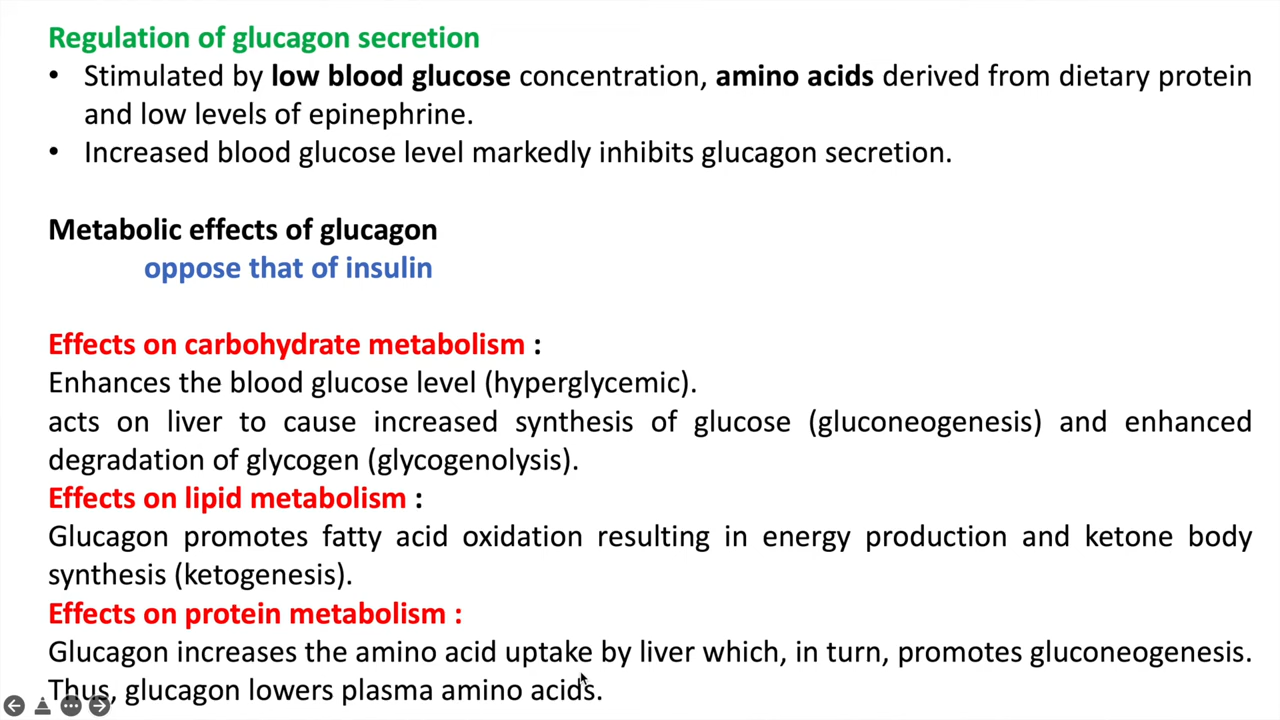 Regulation of glucagon secretion
• Stimulated by low blood glucose concentration, amino acids derived from dietary protein
and low levels of epinephrine.
• Increased blood glucose level markedly inhibits glucagon secretion.
Metabolic effects of glucagon
oppose that of insulin
Effects on carbohydrate metabolism :
Enhances the blood glucose level (hyperglycemic).
acts on liver to cause increased synthesis of glucose (gluconeogenesis) and enhanced
degradation of glycogen (glycogenolysis).
Effects on lipid metabolism :
Glucagon promotes fatty acid oxidation resulting in energy production and ketone body
synthesis (ketogenesis).
Effects on protein metabolism :
Glucagon increases the amino acid uptake by liver which, in turn, promotes gluconeogenesis.
Thus, glucagon lowers plasma amino acids.